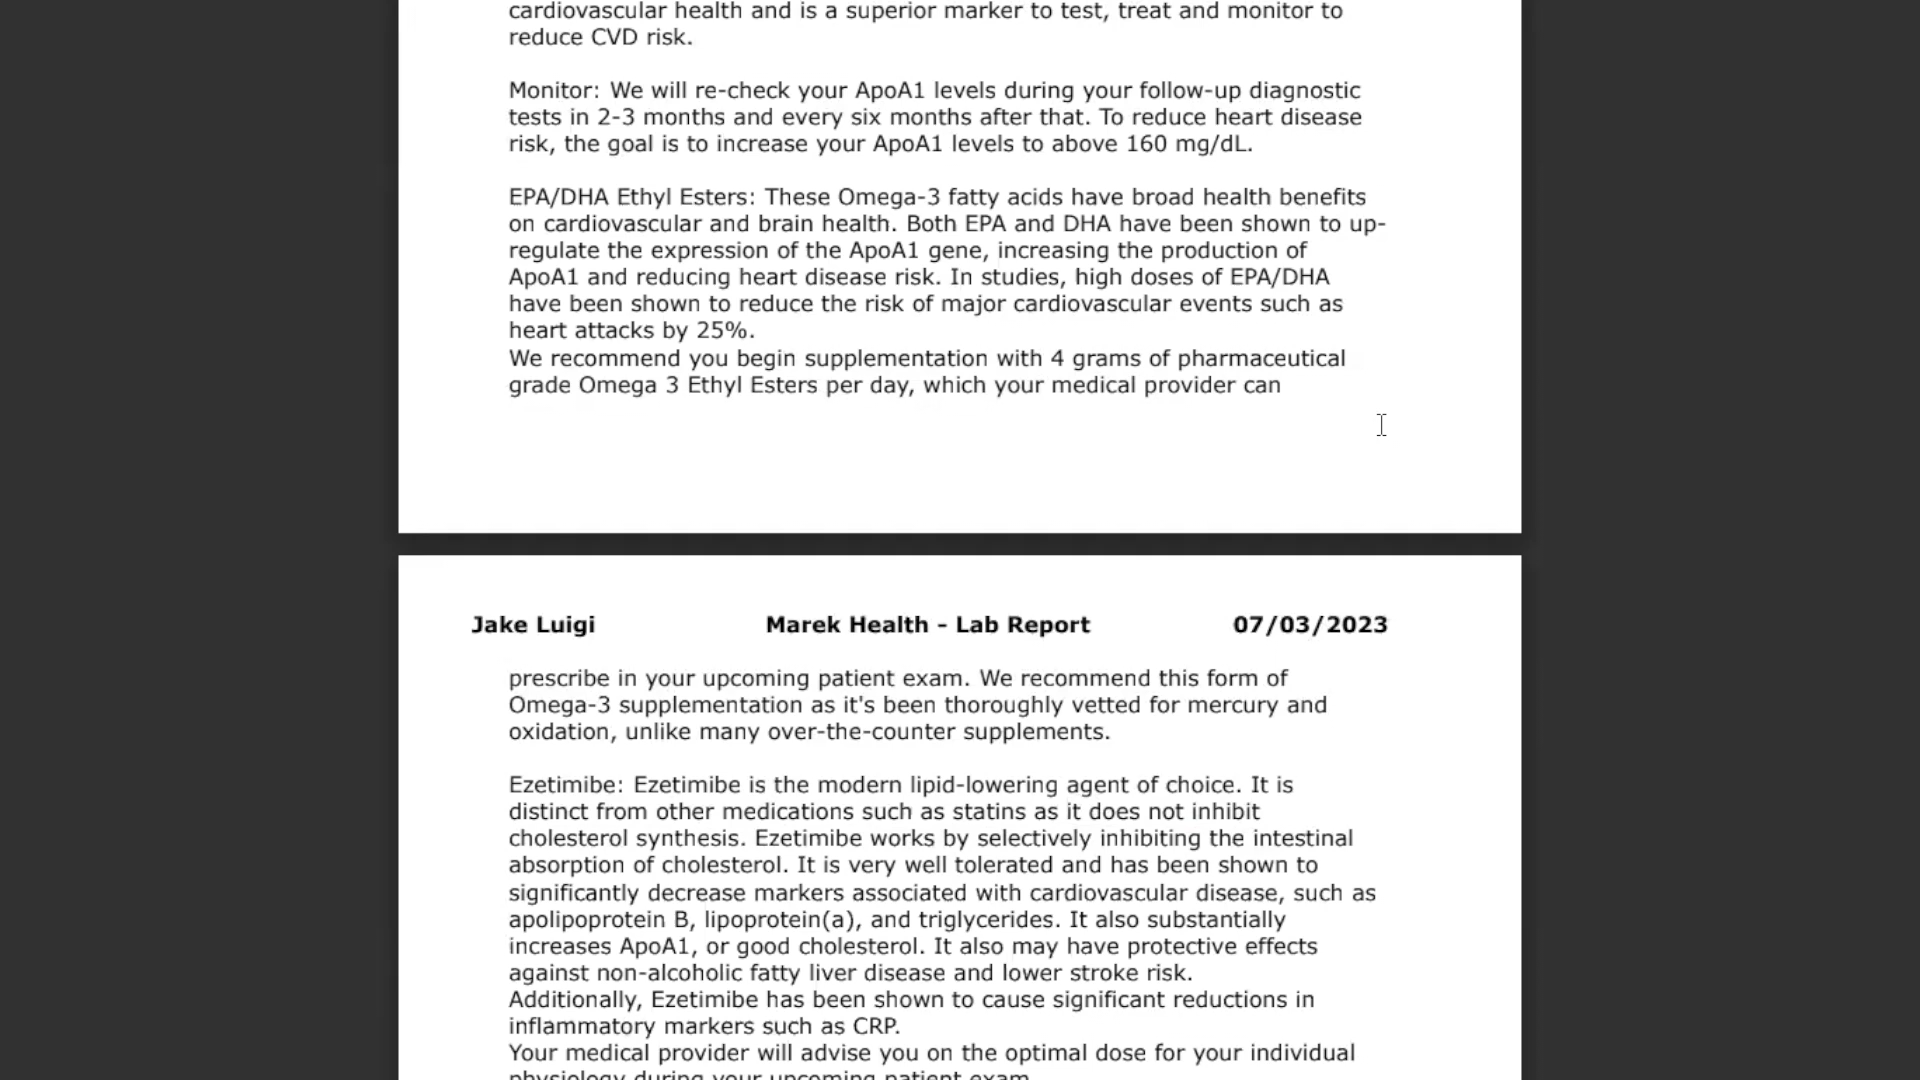 cardiovascular health and is a superior marker to test, treat and monitor to
reduce CVD risk.
Monitor: We will re-check your ApoA1 levels during your follow-up diagnostic
tests in 2-3 months and every six months after that. To reduce heart disease
risk, the goal is to increase your ApoA1 levels to above 160 mg/dL.
EPA/DHA Ethyl Esters: These Omega-3 fatty acids have broad health benefits
on cardiovascular and brain health. Both EPA and DHA have been shown to up-
regulate the expression of the ApoA1 gene, increasing the production of
ApoA1 and reducing heart disease risk. In studies, high doses of EPA/DHA
have been shown to reduce the risk of major cardiovascular events such as
heart attacks by 25%.
We recommend you begin supplementation with 4 grams of pharmaceutical
grade Omega 3 Ethyl Esters per day, which your medical provider can
Jake Luigi Marek Health - Lab Report 07/03/2023
prescribe in your upcoming patient exam. We recommend this form of
Omega-3 supplementation as it's been thoroughly vetted for mercury and
oxidation, unlike many over-the-counter supplements.
Ezetimibe: Ezetimibe is the modern lipid-lowering agent of choice. It is
distinct from other medications such as statins as it does not inhibit
cholesterol synthesis. Ezetimibe works by selectively inhibiting the intestinal
absorption of cholesterol. It is very well tolerated and has been shown to
significantly decrease markers associated with cardiovascular disease, such as
apolipoprotein B, lipoprotein(a), and triglycerides. It also substantially
increases ApoA1, or good cholesterol. It also may have protective effects
against non-alcoholic fatty liver disease and lower stroke risk.
Additionally, Ezetimibe has been shown to cause significant reductions in
inflammatory markers such as CRP.
Your medical provider will advise you on the optimal dose for your individual
physiology during your upcoming patient exam.